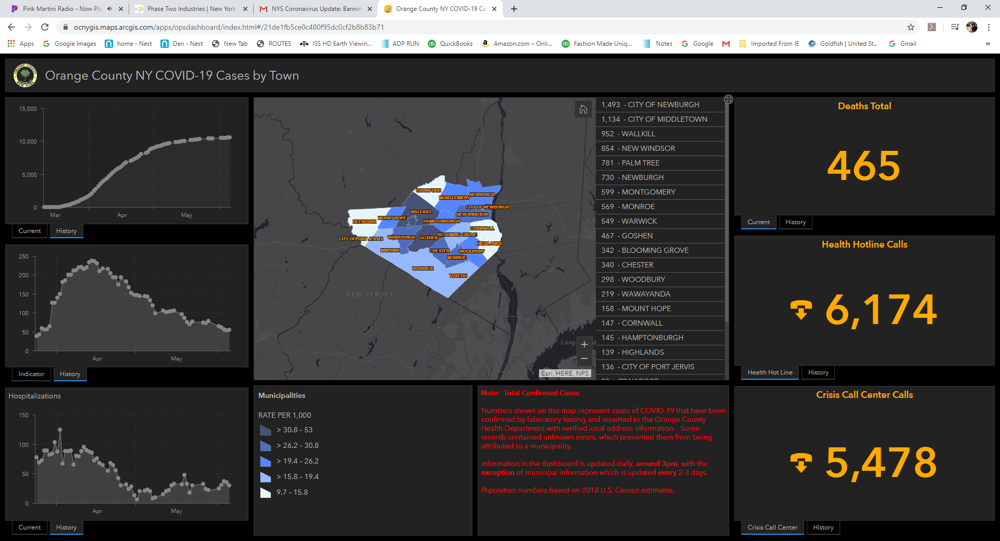 Pink Martini Radio - Now Pla
Phase Two Industries | New York
NYS Coronavirus Update: Bannin
Orange County NY COVID-19 Ca
ocnygis.maps.arcgis.com/apps/opsdashboard/index.html#/21de1fb5ce0c480f95dc0cf2b8b83b71
Apps
Google Images
home - Nest
Den - Nest
New Tab
ROUTES
ISS HD Earth Viewin...
ADP RUN
QuickBooks
Amazon.com – Onli...
Fashion Made Uniq...
Notes
Google
Imported From IE
Goldfish | United St...
Gmail
»
Orange County NY COVID-19 Cases by Town
15,000
10,000
5,000
0
Mar
Apr
May
Current
History
250
200
150
100
50
0
Apr
May
Indicator
History
Hospitalizations
150
100
50
0
Apr
May
Current
History
CRAWFORD
MONTGOMERY
NEWBURGH
CITY OF NEWBURGH
WALLKILL
NEW WINDSOR
MOUNT HOPE
HAMPTONBURGH
DEERPARK
CORNWALL
BLOOMING GROVE
CITY OF PORT JERVIS
WAWAYANDA
GOSHEN
HIGHLANDS
MINISINK
CHESTER
WOODBURY
MONROE
WARWICK
TUXEDO
NEW JERSEY
Long
d
+
−
Esri, HERE, NPS
1,493 - CITY OF NEWBURGH
1,134 - CITY OF MIDDLETOWN
952 - WALLKILL
854 - NEW WINDSOR
781 - PALM TREE
730 - NEWBURGH
599 - MONTGOMERY
569 - MONROE
549 - WARWICK
467 - GOSHEN
342 - BLOOMING GROVE
340 - CHESTER
298 - WOODBURY
219 - WAWAYANDA
158 - MOUNT HOPE
147 - CORNWALL
145 - HAMPTONBURGH
139 - HIGHLANDS
136 - CITY OF PORT JERVIS
CRAWFORD
Municipalities
RATE PER 1,000
> 30.8 – 53
> 26.2 – 30.8
> 19.4 – 26.2
> 15.8 – 19.4
9.7 – 15.8
Note: Total Confirmed Cases
Numbers shown on this map represent cases of COVID-19 that have been
confirmed by laboratory testing and reported to the Orange County
Health Department with verified local address information. Some
records contained unknown errors, which prevented them from being
attributed to a municipality.
Information in the dashboard is updated daily, around 3pm, with the
exception of municipal information which is updated every 2-3 days.
Population numbers based on 2018 U.S. Census estimates.
Deaths Total
465
Current
History
Health Hotline Calls
6,174
Health Hot Line
History
Crisis Call Center Calls
5,478
Crisis Call Center
HIstory